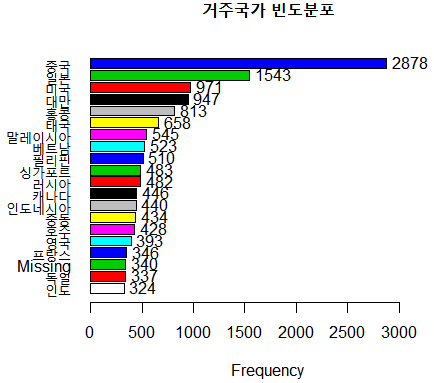 거주국가 빈도분포
중국 2878
일본 1543
미국 971
대만 947
홍콩 813
태국 658
말레이시아 545
베트남 523
필리핀 510
싱가포르 483
러시아 482
캐나다 446
인도네시아 440
중동 434
호주 428
영국 393
프랑스 346
Missing 340
독일 337
인도 324
0 500 1000 1500 2000 2500 3000
Frequency